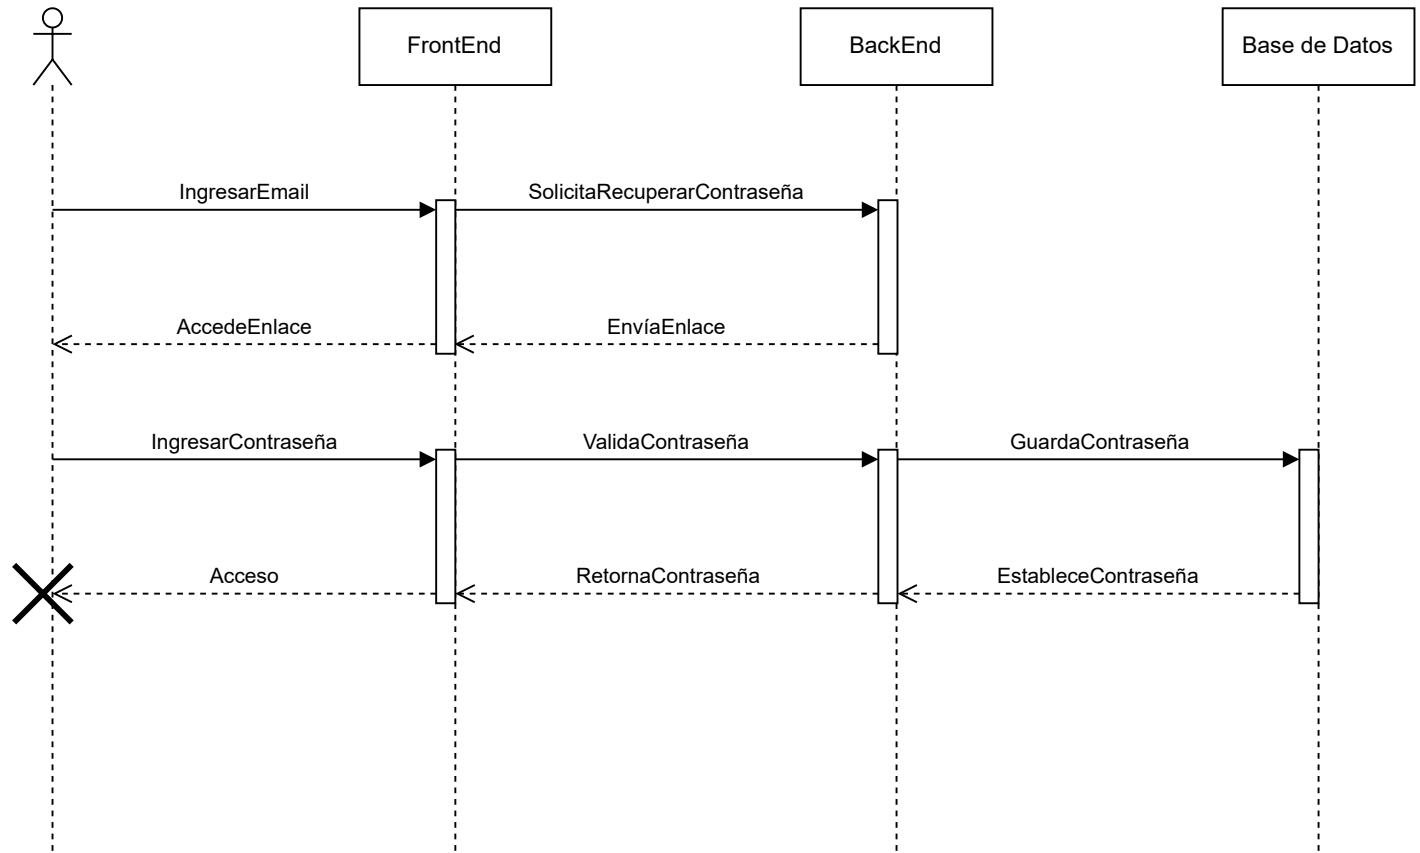 FrontEnd
BackEnd
Base de Datos
IngresarEmail
SolicitaRecuperarContraseña
AccedeEnlace
EnvíaEnlace
IngresarContraseña
ValidaContraseña
GuardaContraseña
Acceso
RetornaContraseña
EstableceContraseña